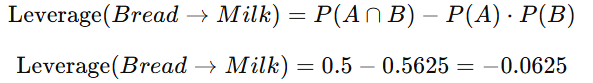 Leverage(Bread → Milk) = P(A ∩ B) − P(A) · P(B)
Leverage(Bread → Milk) = 0.5 − 0.5625 = −0.0625